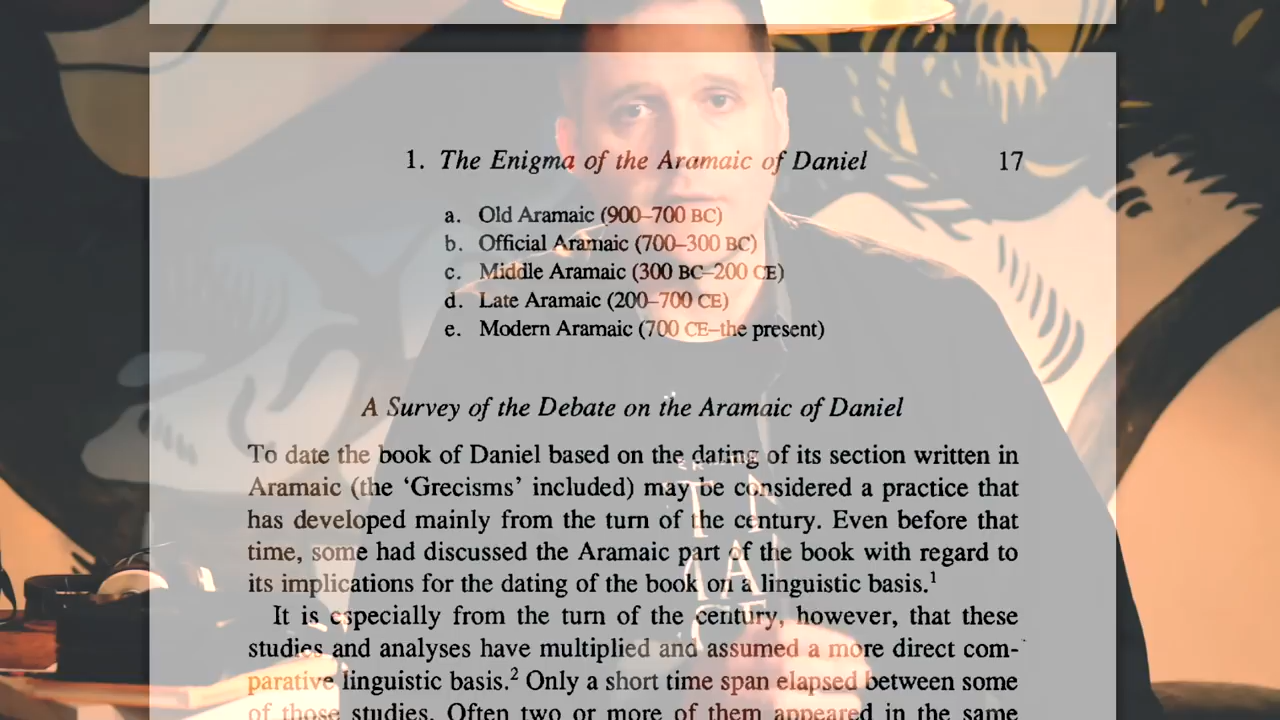 1. The Enigma of the Aramaic of Daniel 17
a. Old Aramaic (900–700 BC)
b. Official Aramaic (700–300 BC)
c. Middle Aramaic (300 BC–200 CE)
d. Late Aramaic (200–700 CE)
e. Modern Aramaic (700 CE–the present)
A Survey of the Debate on the Aramaic of Daniel
To date the book of Daniel based on the dating of its section written in
Aramaic (the ‘Grecisms’ included) may be considered a practice that
has developed mainly from the turn of the century. Even before that
time, some had discussed the Aramaic part of the book with regard to
its implications for the dating of the book on a linguistic basis.1
It is especially from the turn of the century, however, that these
studies and analyses have multiplied and assumed a more direct com-
parative linguistic basis.2 Only a short time span elapsed between some
of those studies. Often two or more of them appeared in the same